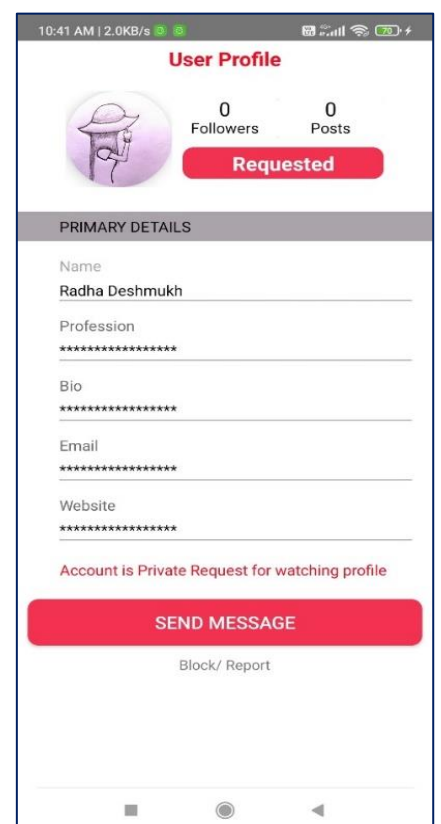 10:41 AM | 2.0KB/s
70
User Profile
0 0
Followers Posts
Requested
PRIMARY DETAILS
Name
Radha Deshmukh
Profession
*****************
Bio
*****************
Email
*****************
Website
*****************
Account is Private Request for watching profile
SEND MESSAGE
Block/ Report